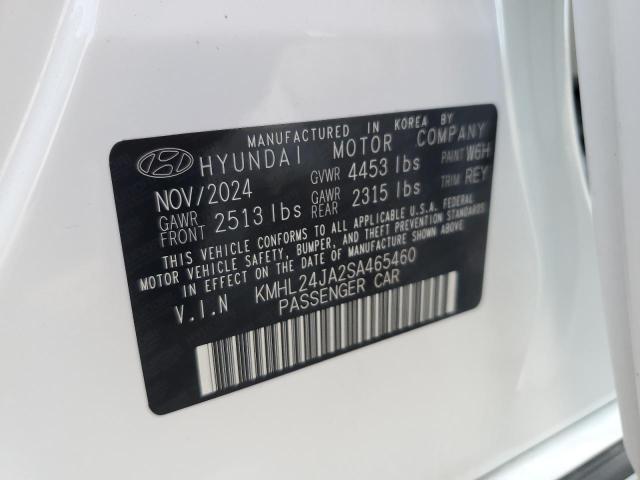 MANUFACTURED IN KOREA BY
HYUNDAI MOTOR COMPANY
NOV/2024 GVWR 4453 lbs PAINT W6H
GAWR FRONT 2513 lbs GAWR REAR 2315 lbs TRIM REY
THIS VEHICLE CONFORMS TO ALL APPLICABLE U.S.A. FEDERAL
MOTOR VEHICLE SAFETY, BUMPER, AND THEFT PREVENTION STANDARDS
IN EFFECT ON THE DATE OF MANUFACTURE SHOWN ABOVE.
V.I.N KMHL24JA2SA465460
PASSENGER CAR